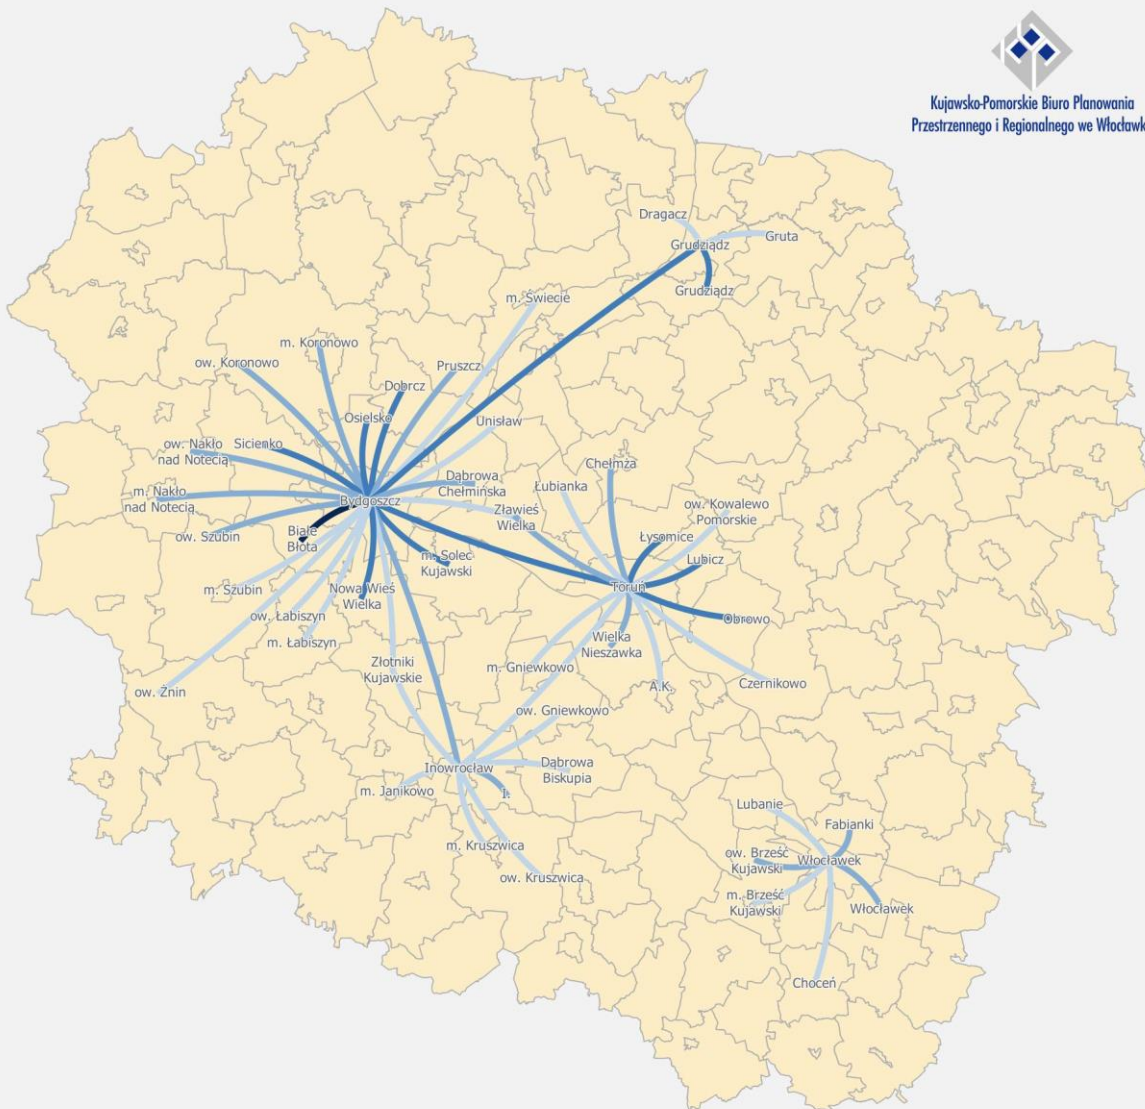 Kujawsko-Pomorskie Biuro Planowania
Przestrzennego i Regionalnego we Włocławk
Dragacz
Grudziądz
Gruta
Grudziądz
m. Świecie
m. Koronowo
ow. Koronowo
Pruszcz
Dobrcz
Osielsko
Unisław
ow. Nakło
nad Notecią
Sicienko
Chełmża
Dąbrowa
Chełmińska
Łubianka
m. Nakło
nad Notecią
Bydgoszcz
ow. Kowalewo
Pomorskie
Zławieś
Wielka
ow. Szubin
Białe
Błota
Łysomice
m. Solec
Kujawski
Lubicz
m. Szubin
Nowa Wieś
Wielka
Toruń
ow. Łabiszyn
Obrowo
m. Łabiszyn
Wielka
Nieszawka
Złotniki
Kujawskie
m. Gniewkowo
ow. Żnin
A.K.
Czernikowo
ow. Gniewkowo
Inowrocław
Dąbrowa
Biskupia
m. Janikowo
I.
Lubanie
Fabianki
m. Kruszwica
ow. Brześć
Kujawski
Włocławek
ow. Kruszwica
m. Brześć
Kujawski
Włocławek
Choceń